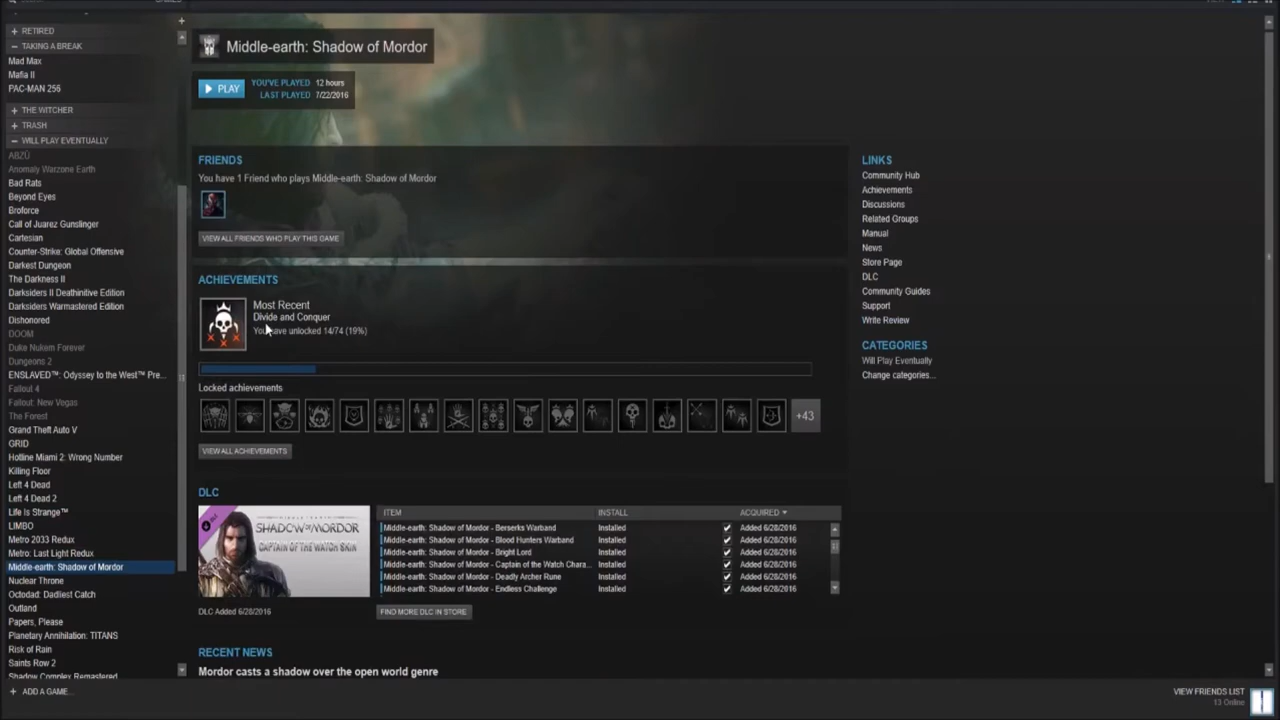 RETIRED
TAKING A BREAK
Mad Max
Mafia II
PAC-MAN 256
THE WITCHER
TRASH
WILL PLAY EVENTUALLY
ABZÛ
Anomaly Warzone Earth
Bad Rats
Beyond Eyes
Broforce
Call of Juarez Gunslinger
Cartesian
Counter-Strike: Global Offensive
Darkest Dungeon
The Darkness II
Darksiders II Deathinitive Edition
Darksiders Warmastered Edition
Dishonored
DOOM
Duke Nukem Forever
Dungeons 2
ENSLAVED™: Odyssey to the West™ Pre...
Fallout 4
Fallout: New Vegas
The Forest
Grand Theft Auto V
GRID
Hotline Miami 2: Wrong Number
Killing Floor
Left 4 Dead
Left 4 Dead 2
Life Is Strange™
LIMBO
Metro 2033 Redux
Metro: Last Light Redux
Middle-earth: Shadow of Mordor
Nuclear Throne
Octodad: Dadliest Catch
Outland
Papers, Please
Planetary Annihilation: TITANS
Risk of Rain
Saints Row 2
Shadow Complex Remastered
+ ADD A GAME...
Middle-earth: Shadow of Mordor
PLAY
YOU'VE PLAYED 12 hours
LAST PLAYED 7/22/2016
FRIENDS
You have 1 Friend who plays Middle-earth: Shadow of Mordor
VIEW ALL FRIENDS WHO PLAY THIS GAME
ACHIEVEMENTS
Most Recent
Divide and Conquer
You have unlocked 14/74 (19%)
Locked achievements
+43
VIEW ALL ACHIEVEMENTS
DLC
SHADOW OF MORDOR
CAPTAIN OF THE WATCH SKIN
DLC Added 6/28/2016
ITEM INSTALL ACQUIRED
Middle-earth: Shadow of Mordor - Berserks Warband Installed Added 6/28/2016
Middle-earth: Shadow of Mordor - Blood Hunters Warband Installed Added 6/28/2016
Middle-earth: Shadow of Mordor - Bright Lord Installed Added 6/28/2016
Middle-earth: Shadow of Mordor - Captain of the Watch Chara... Installed Added 6/28/2016
Middle-earth: Shadow of Mordor - Deadly Archer Rune Installed Added 6/28/2016
Middle-earth: Shadow of Mordor - Endless Challenge Installed Added 6/28/2016
FIND MORE DLC IN STORE
RECENT NEWS
Mordor casts a shadow over the open world genre
LINKS
Community Hub
Achievements
Discussions
Related Groups
Manual
News
Store Page
DLC
Community Guides
Support
Write Review
CATEGORIES
Will Play Eventually
Change categories...
VIEW FRIENDS LIST
13 Online